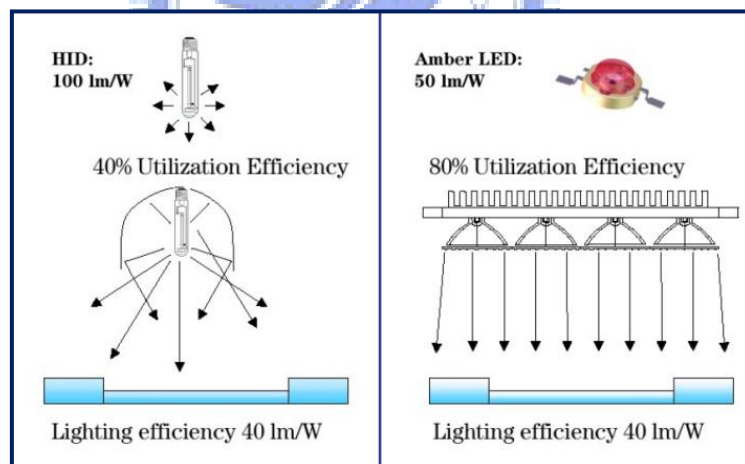 HID:
100 lm/W
40% Utilization Efficiency
Lighting efficiency 40 lm/W
Amber LED:
50 lm/W
80% Utilization Efficiency
Lighting efficiency 40 lm/W